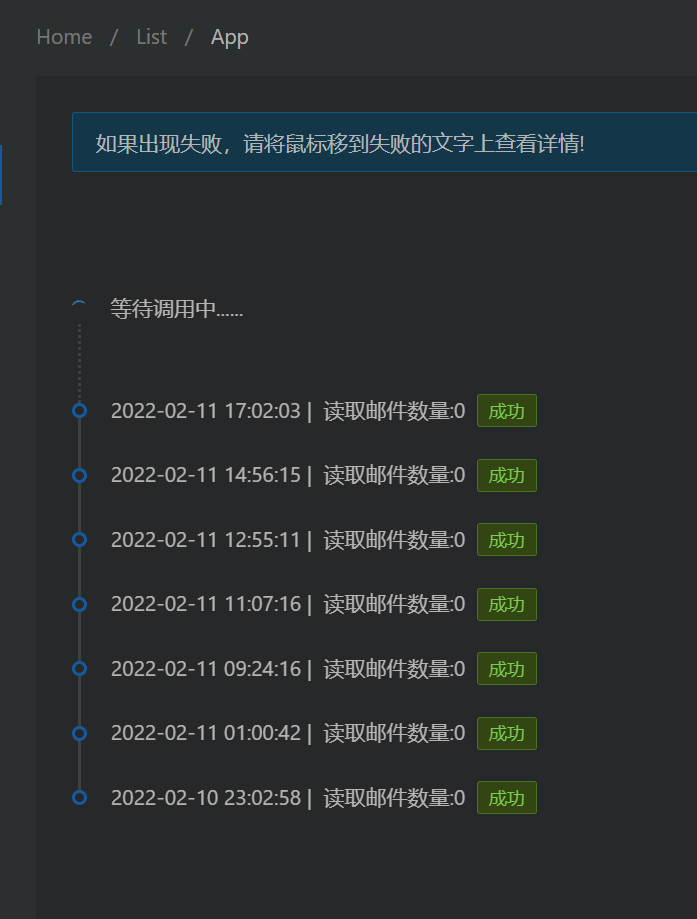 Home / List / App
如果出现失败，请将鼠标移到失败的文字上查看详情!
等待调用中......
2022-02-11 17:02:03 | 读取邮件数量:0 成功
2022-02-11 14:56:15 | 读取邮件数量:0 成功
2022-02-11 12:55:11 | 读取邮件数量:0 成功
2022-02-11 11:07:16 | 读取邮件数量:0 成功
2022-02-11 09:24:16 | 读取邮件数量:0 成功
2022-02-11 01:00:42 | 读取邮件数量:0 成功
2022-02-10 23:02:58 | 读取邮件数量:0 成功